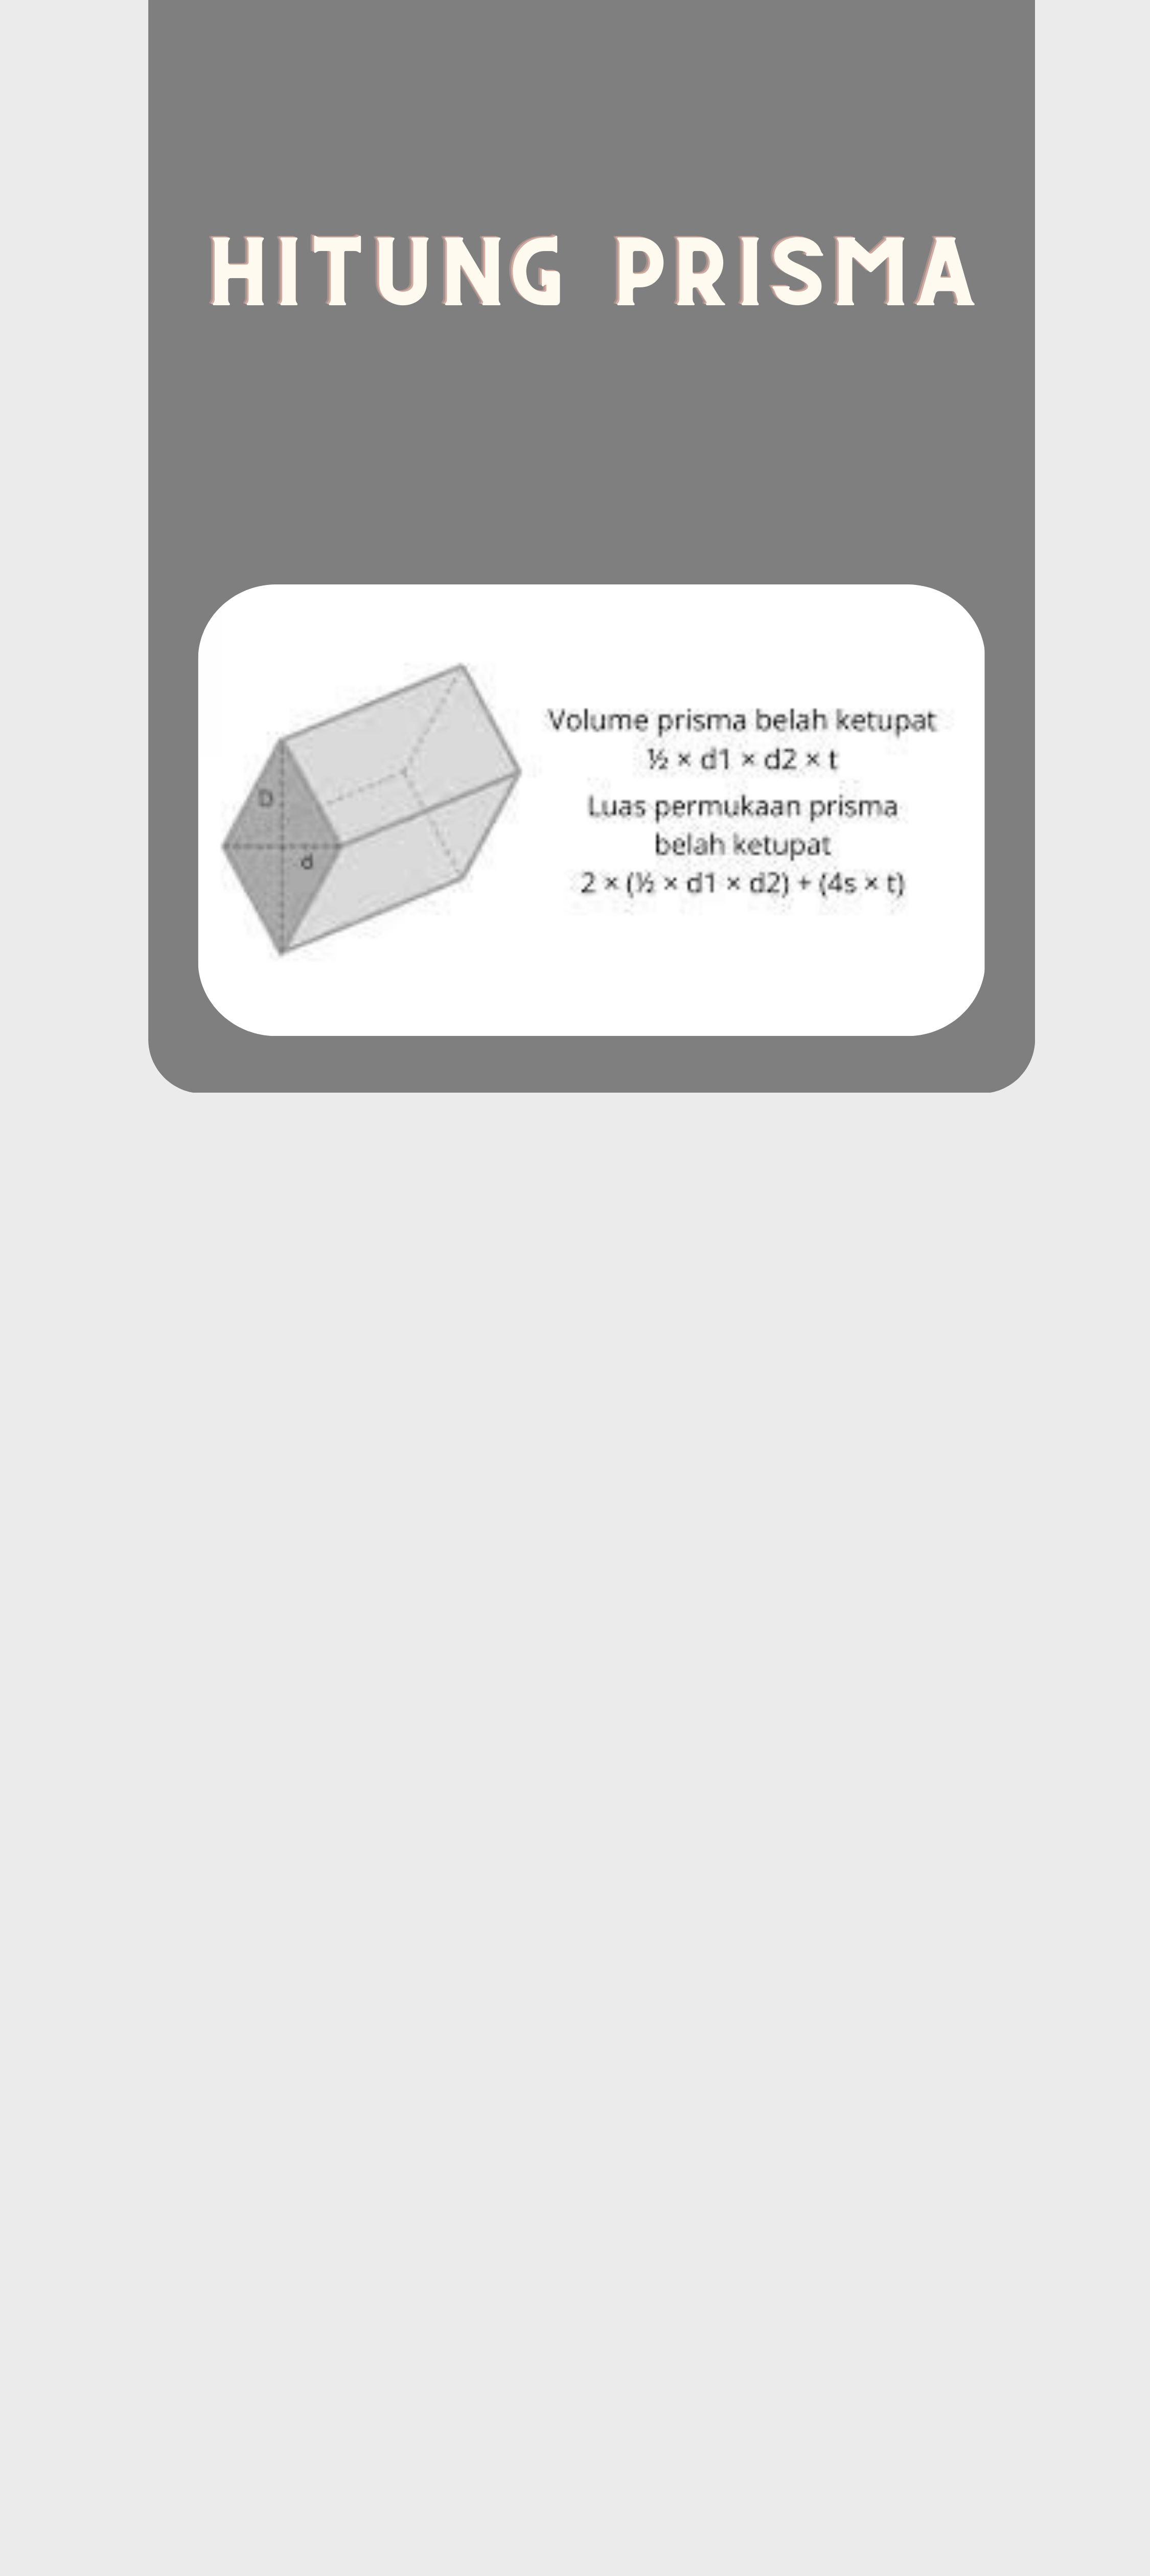 HITUNG PRISMA
D
d
Volume prisma belah ketupat
½ × d1 × d2 × t
Luas permukaan prisma
belah ketupat
2 × (½ × d1 × d2) + (4s × t)